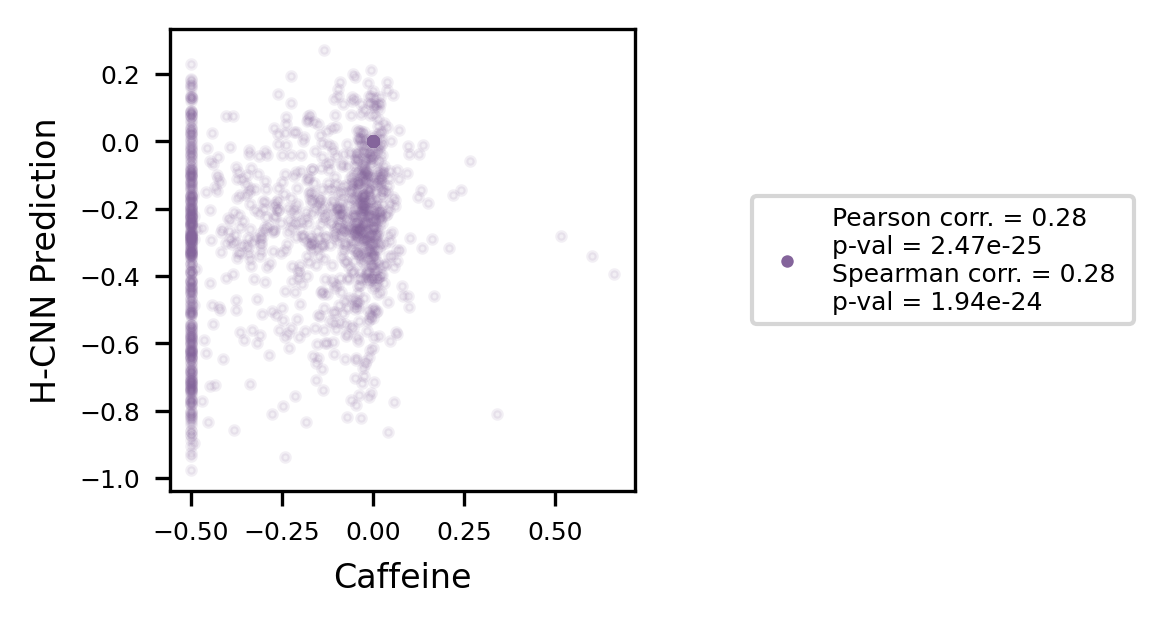 0.2
0.0
−0.2
−0.4
−0.6
−0.8
−1.0
H-CNN Prediction
−0.50 −0.25 0.00 0.25 0.50
Caffeine
Pearson corr. = 0.28
p-val = 2.47e-25
Spearman corr. = 0.28
p-val = 1.94e-24